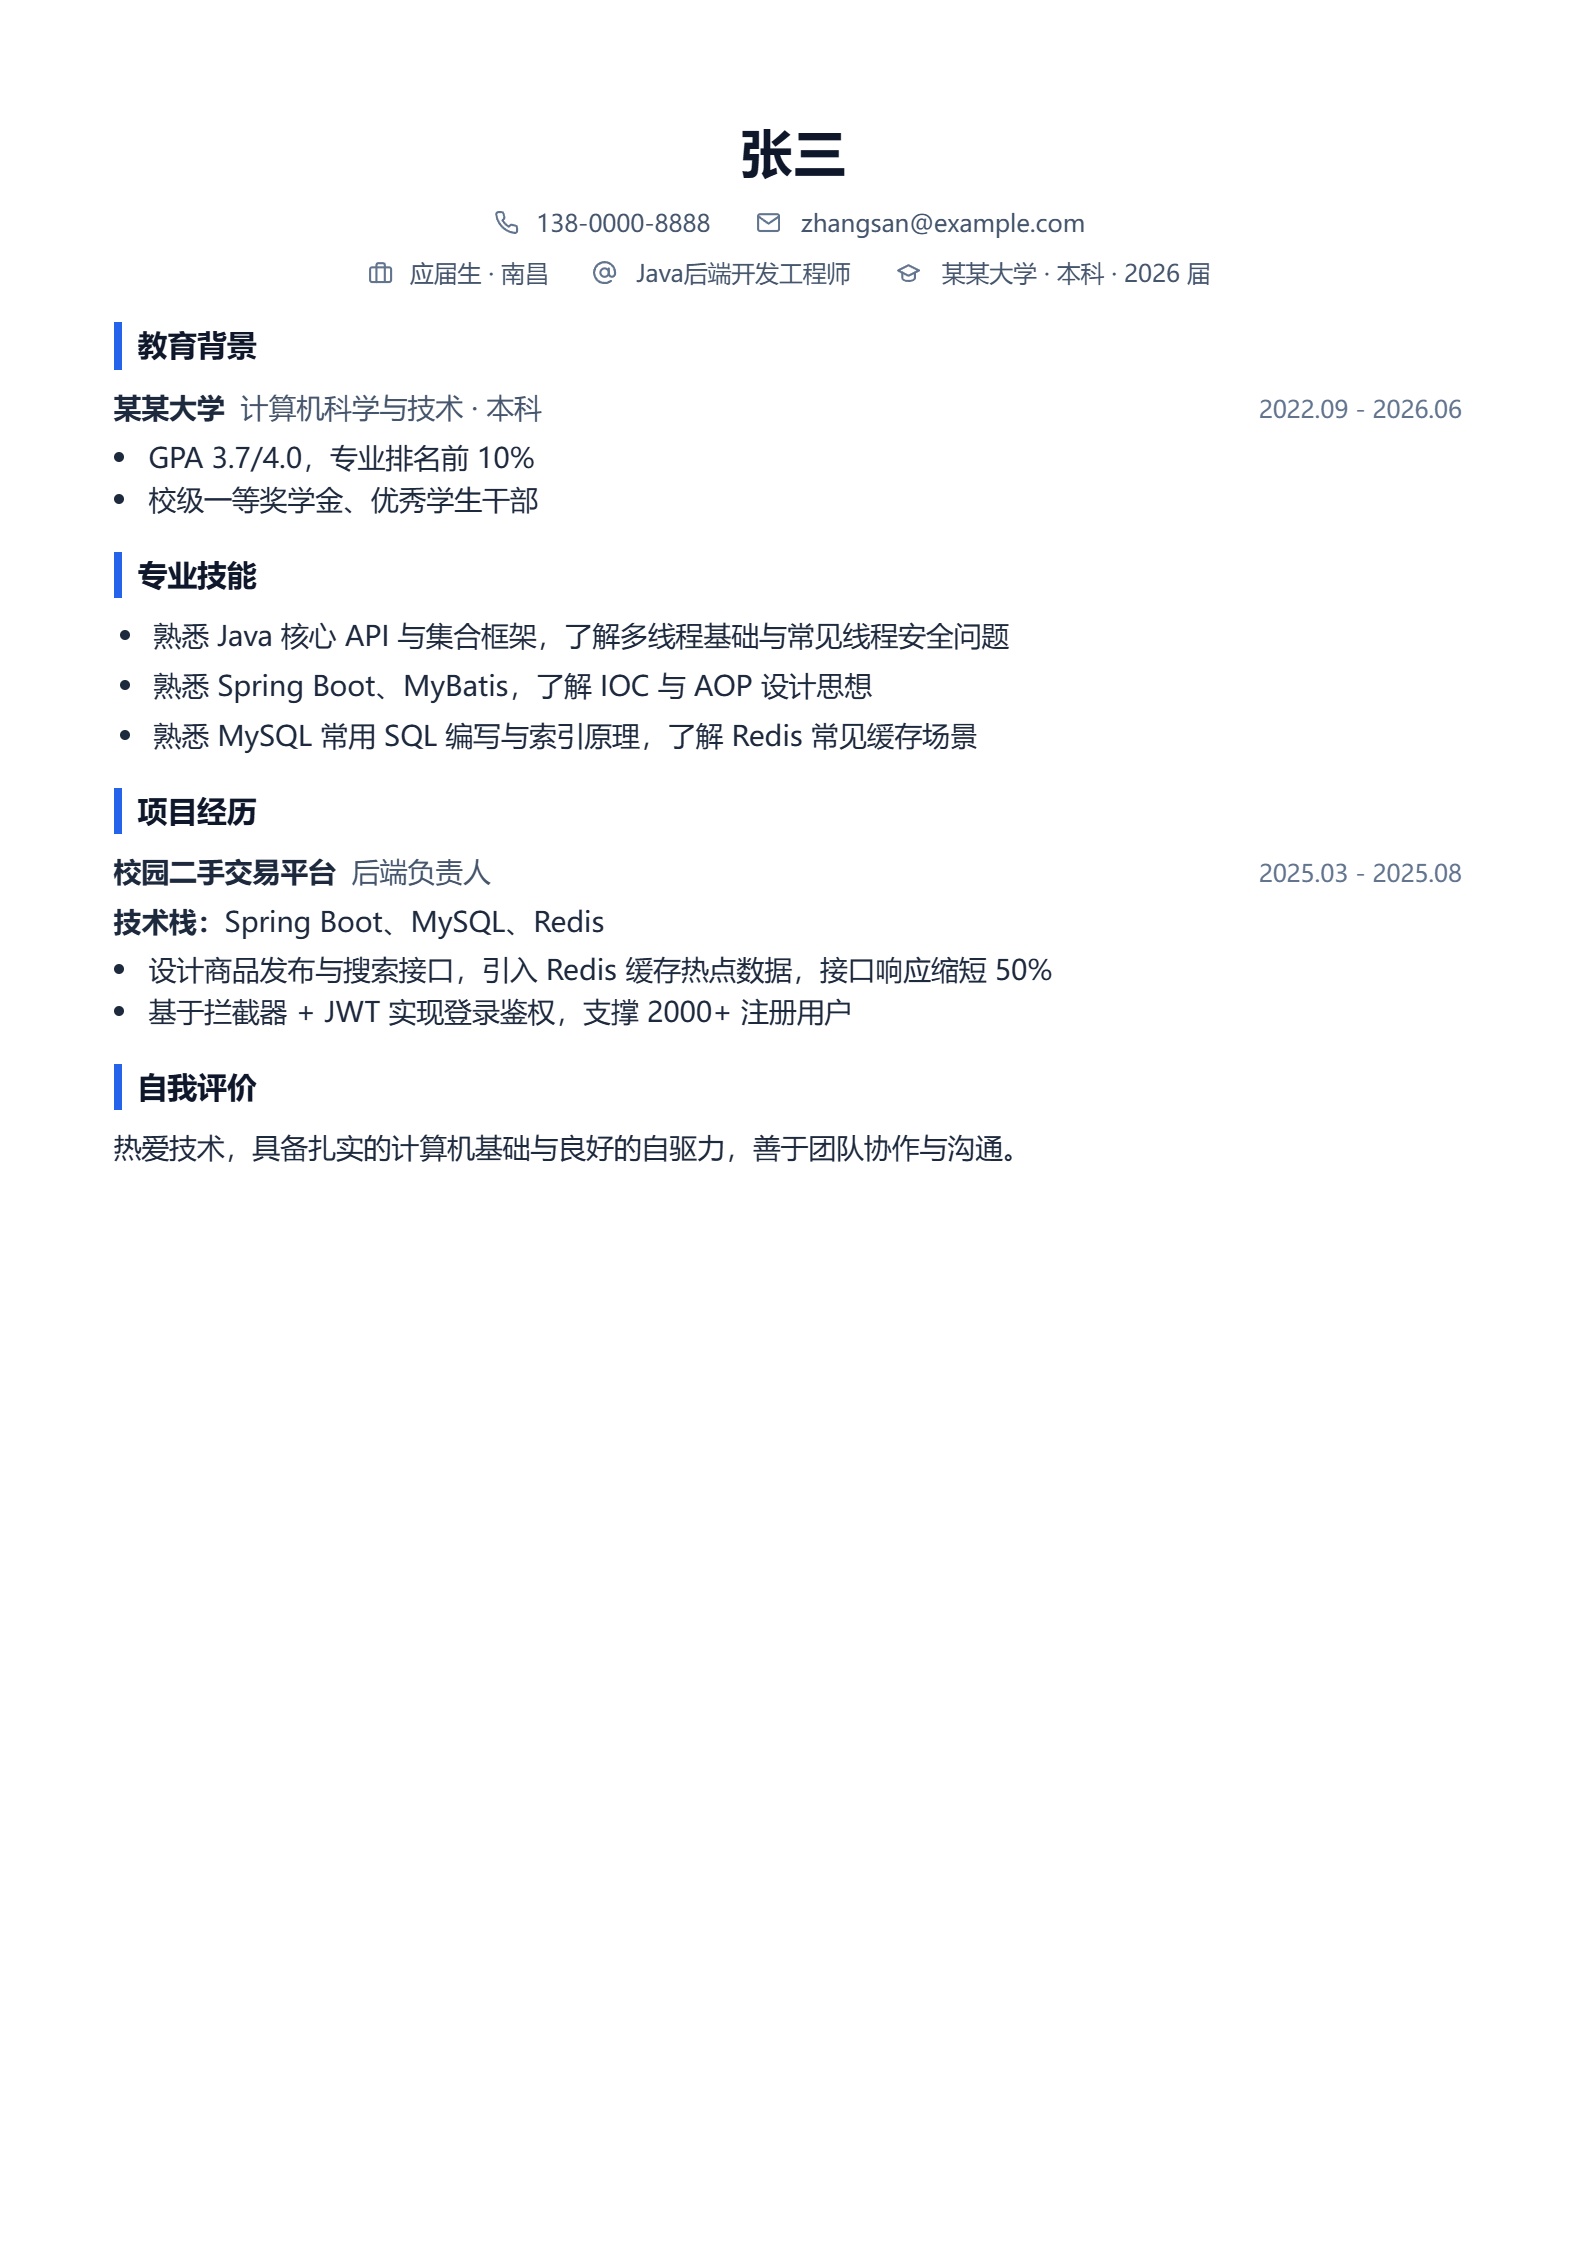 张三
138-0000-8888 zhangsan@example.com
应届生 · 南昌 Java后端开发工程师 某某大学 · 本科 · 2026 届
教育背景
某某大学 计算机科学与技术 · 本科 2022.09 - 2026.06
• GPA 3.7/4.0，专业排名前 10%
• 校级一等奖学金、优秀学生干部
专业技能
• 熟悉 Java 核心 API 与集合框架，了解多线程基础与常见线程安全问题
• 熟悉 Spring Boot、MyBatis，了解 IOC 与 AOP 设计思想
• 熟悉 MySQL 常用 SQL 编写与索引原理，了解 Redis 常见缓存场景
项目经历
校园二手交易平台 后端负责人 2025.03 - 2025.08
技术栈：Spring Boot、MySQL、Redis
• 设计商品发布与搜索接口，引入 Redis 缓存热点数据，接口响应缩短 50%
• 基于拦截器 + JWT 实现登录鉴权，支撑 2000+ 注册用户
自我评价
热爱技术，具备扎实的计算机基础与良好的自驱力，善于团队协作与沟通。